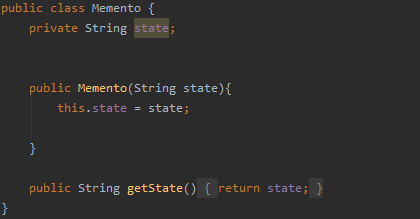 public class Memento {
private String state;
public Memento(String state){
this.state = state;
}
public String getState() { return state; }
}